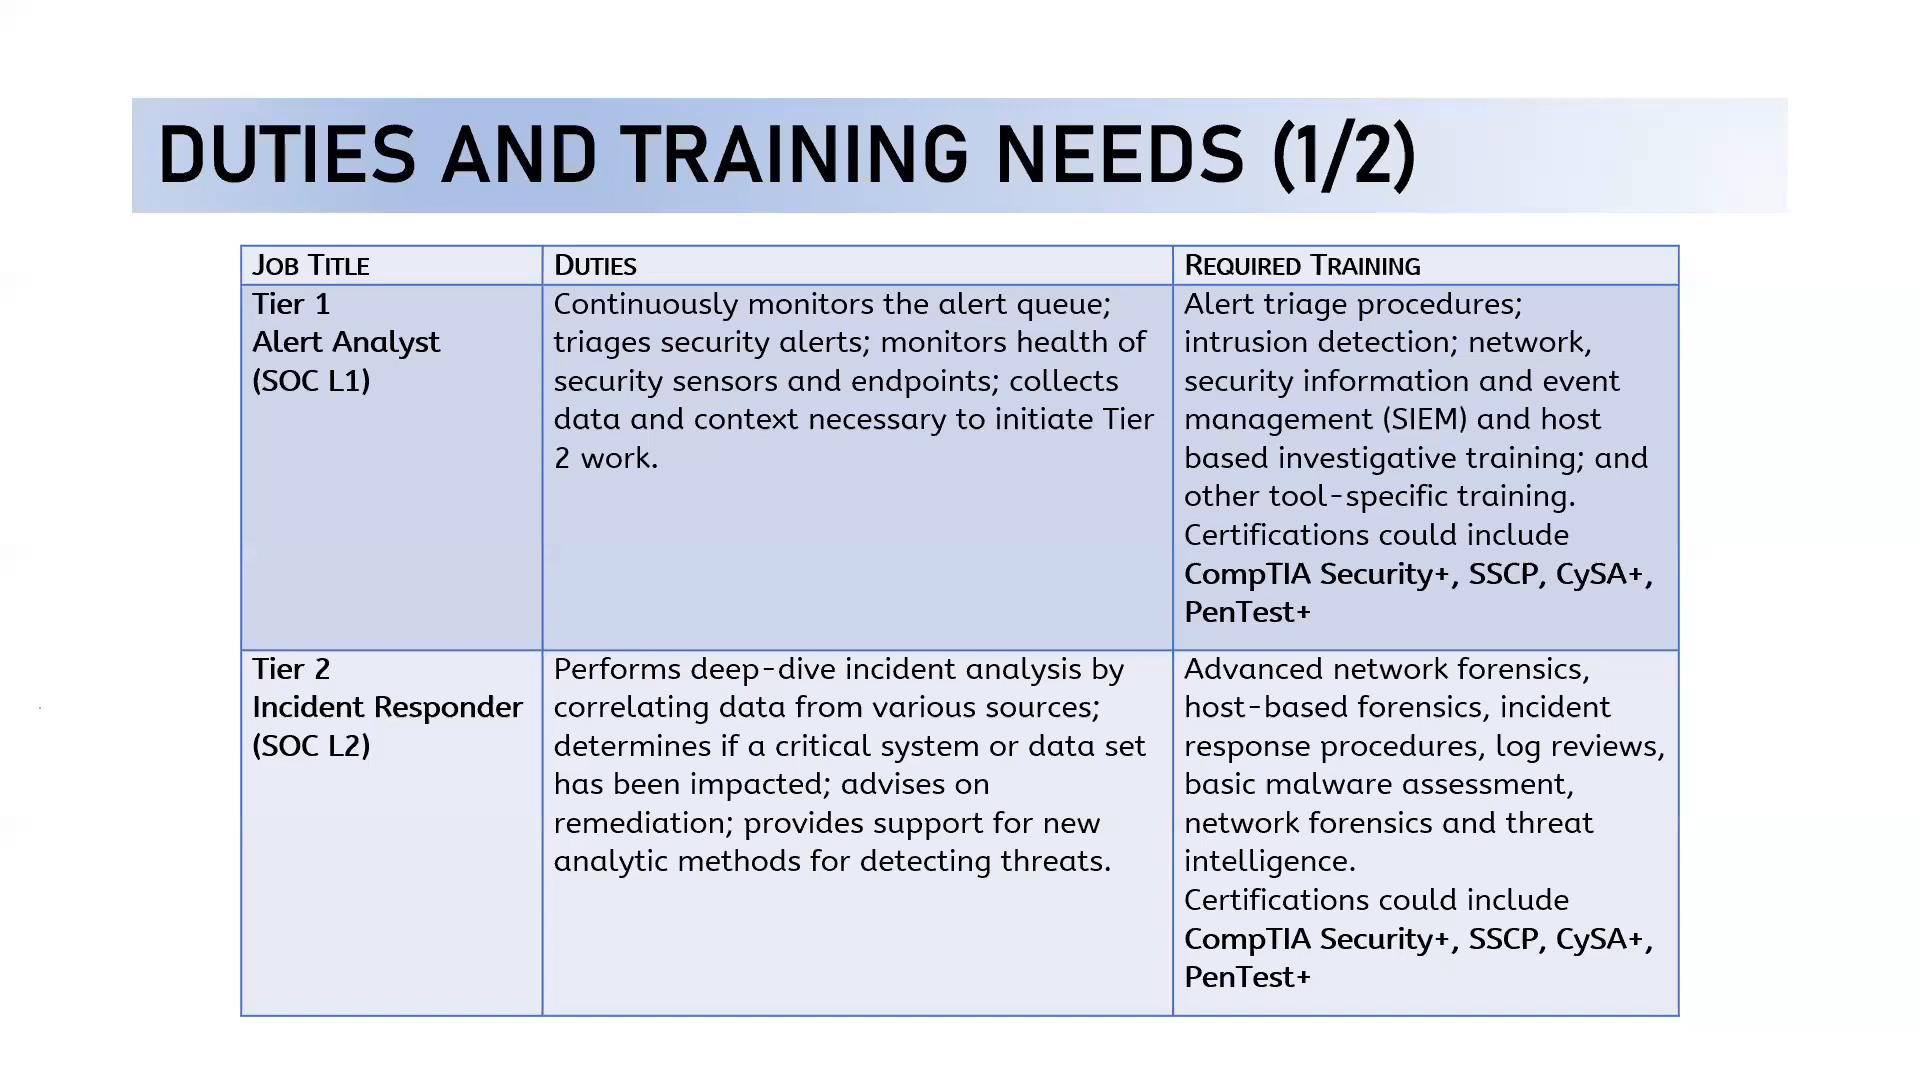 DUTIES AND TRAINING NEEDS (1/2)
JOB TITLE
DUTIES
REQUIRED TRAINING
Tier 1
Alert Analyst
(SOC L1)
Continuously monitors the alert queue;
triages security alerts; monitors health of
security sensors and endpoints; collects
data and context necessary to initiate Tier
2 work.
Alert triage procedures;
intrusion detection; network,
security information and event
management (SIEM) and host
based investigative training; and
other tool-specific training.
Certifications could include
CompTIA Security+, SSCP, CySA+,
PenTest+
Tier 2
Incident Responder
(SOC L2)
Performs deep-dive incident analysis by
correlating data from various sources;
determines if a critical system or data set
has been impacted; advises on
remediation; provides support for new
analytic methods for detecting threats.
Advanced network forensics,
host-based forensics, incident
response procedures, log reviews,
basic malware assessment,
network forensics and threat
intelligence.
Certifications could include
CompTIA Security+, SSCP, CySA+,
PenTest+